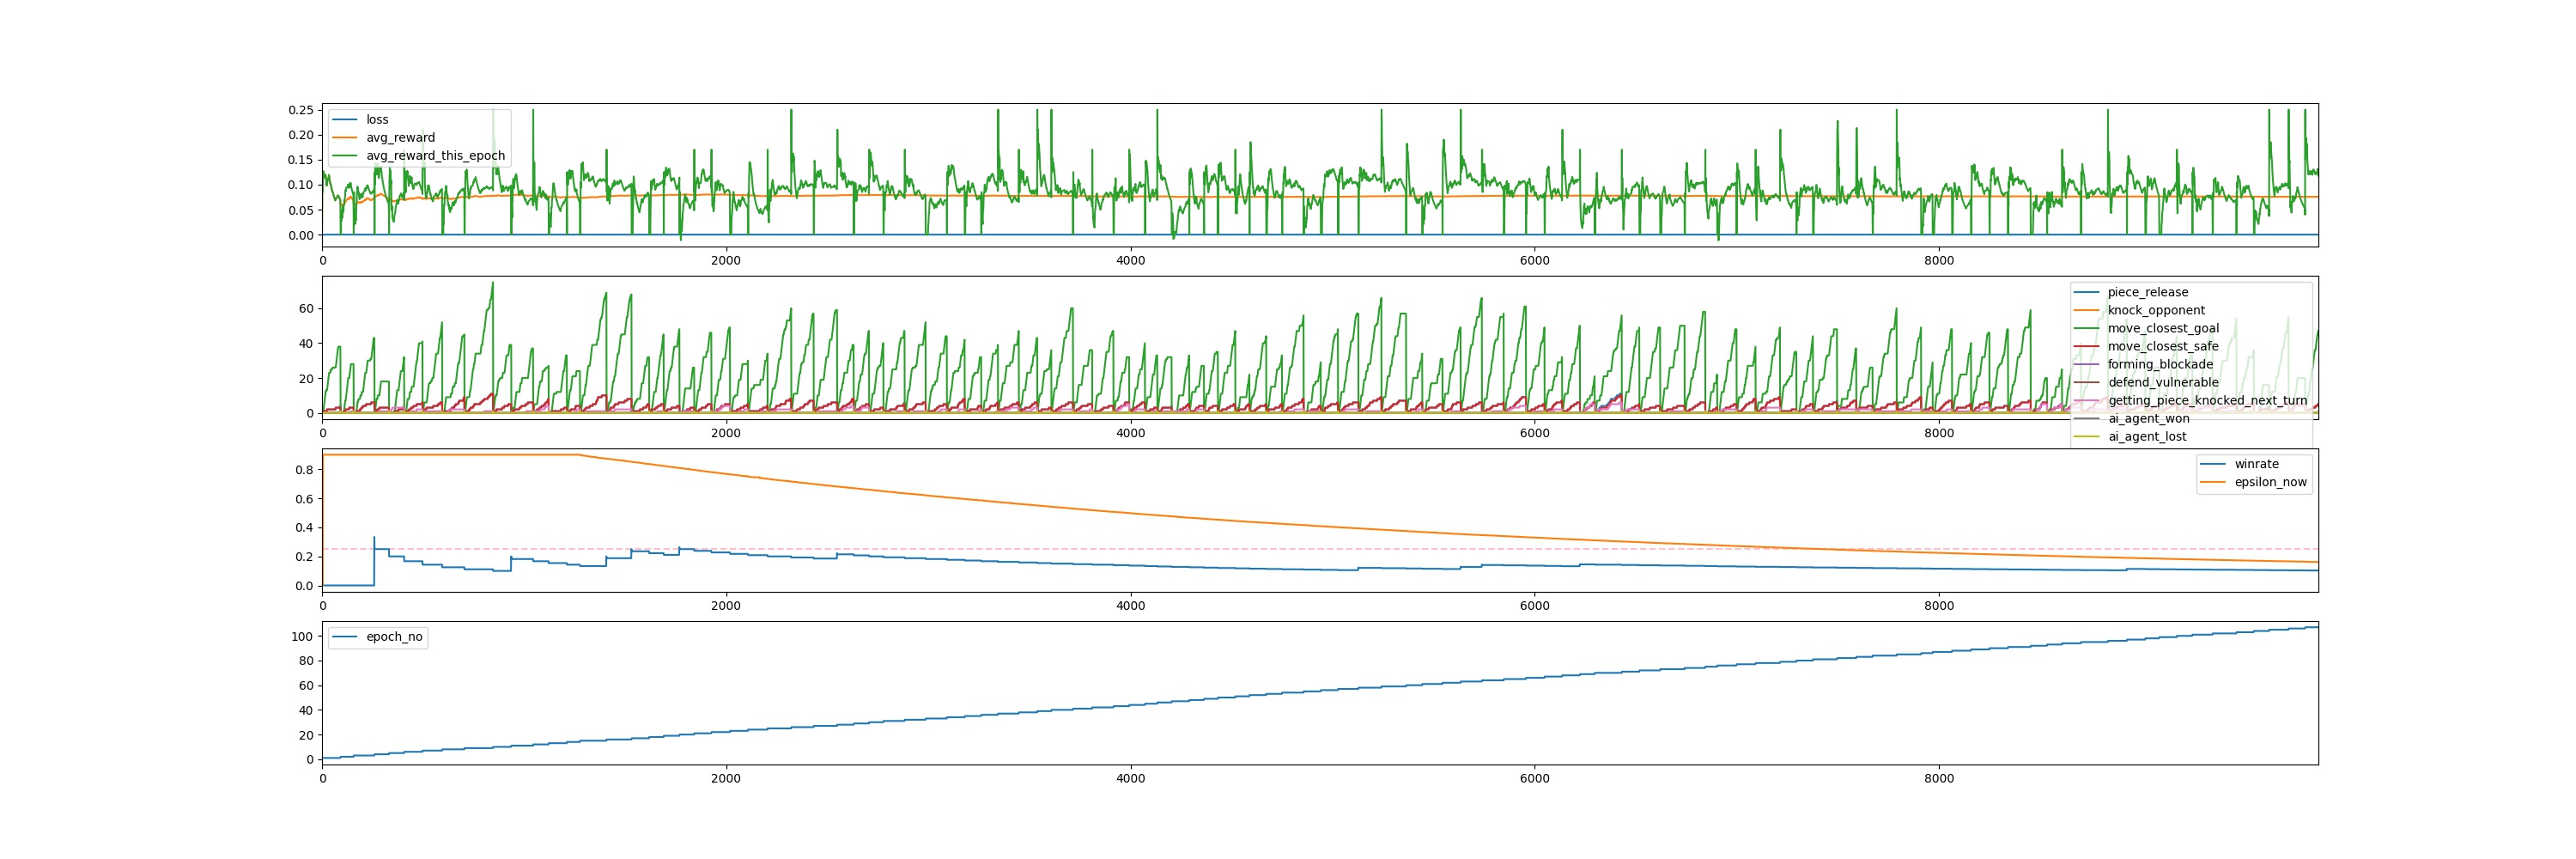 0.25
0.20
0.15
0.10
0.05
0.00
loss
avg_reward
avg_reward_this_epoch
0 2000 4000 6000 8000
60
40
20
0
piece_release
knock_opponent
move_closest_goal
move_closest_safe
forming_blockade
defend_vulnerable
getting_piece_knocked_next_turn
ai_agent_won
ai_agent_lost
0 2000 4000 6000 8000
0.8
0.6
0.4
0.2
0.0
winrate
epsilon_now
0 2000 4000 6000 8000
100
80
60
40
20
0
epoch_no
0 2000 4000 6000 8000